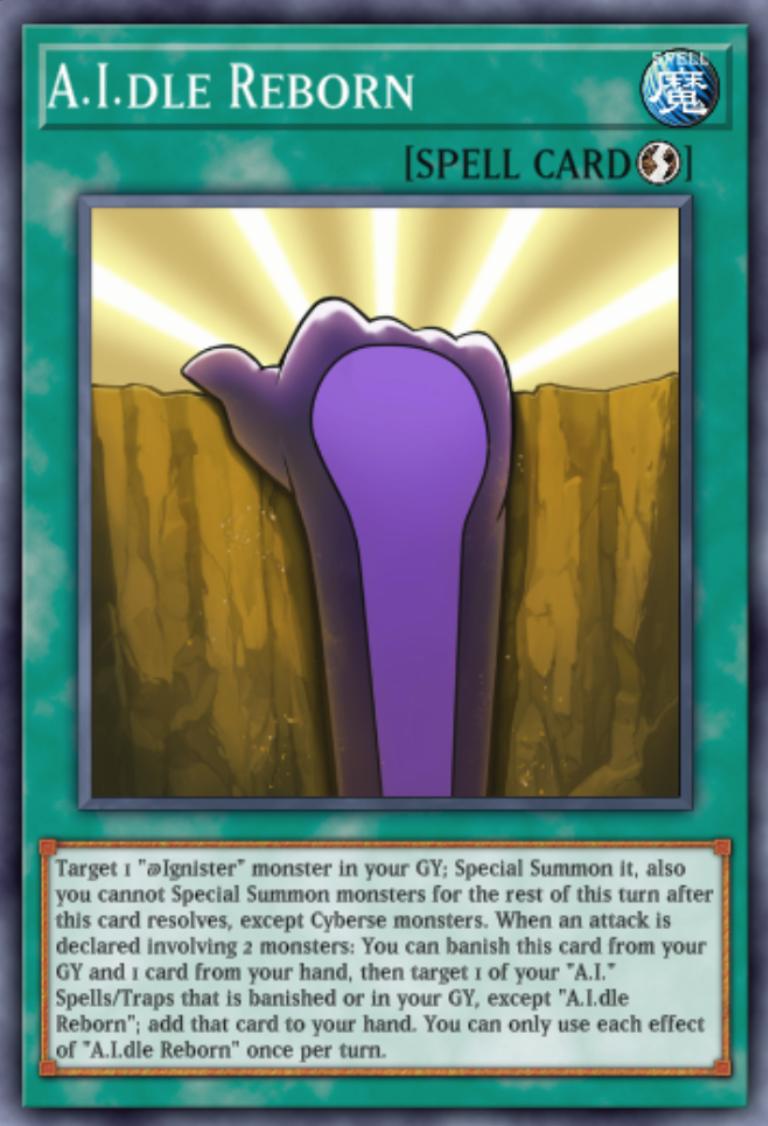 A.I.dle Reborn
SPELL
魔
[SPELL CARD]
Target 1 "@Ignister" monster in your GY; Special Summon it, also
you cannot Special Summon monsters for the rest of this turn after
this card resolves, except Cyberse monsters. When an attack is
declared involving 2 monsters: You can banish this card from your
GY and 1 card from your hand, then target 1 of your "A.I."
Spells/Traps that is banished or in your GY, except "A.I.dle
Reborn"; add that card to your hand. You can only use each effect
of "A.I.dle Reborn" once per turn.